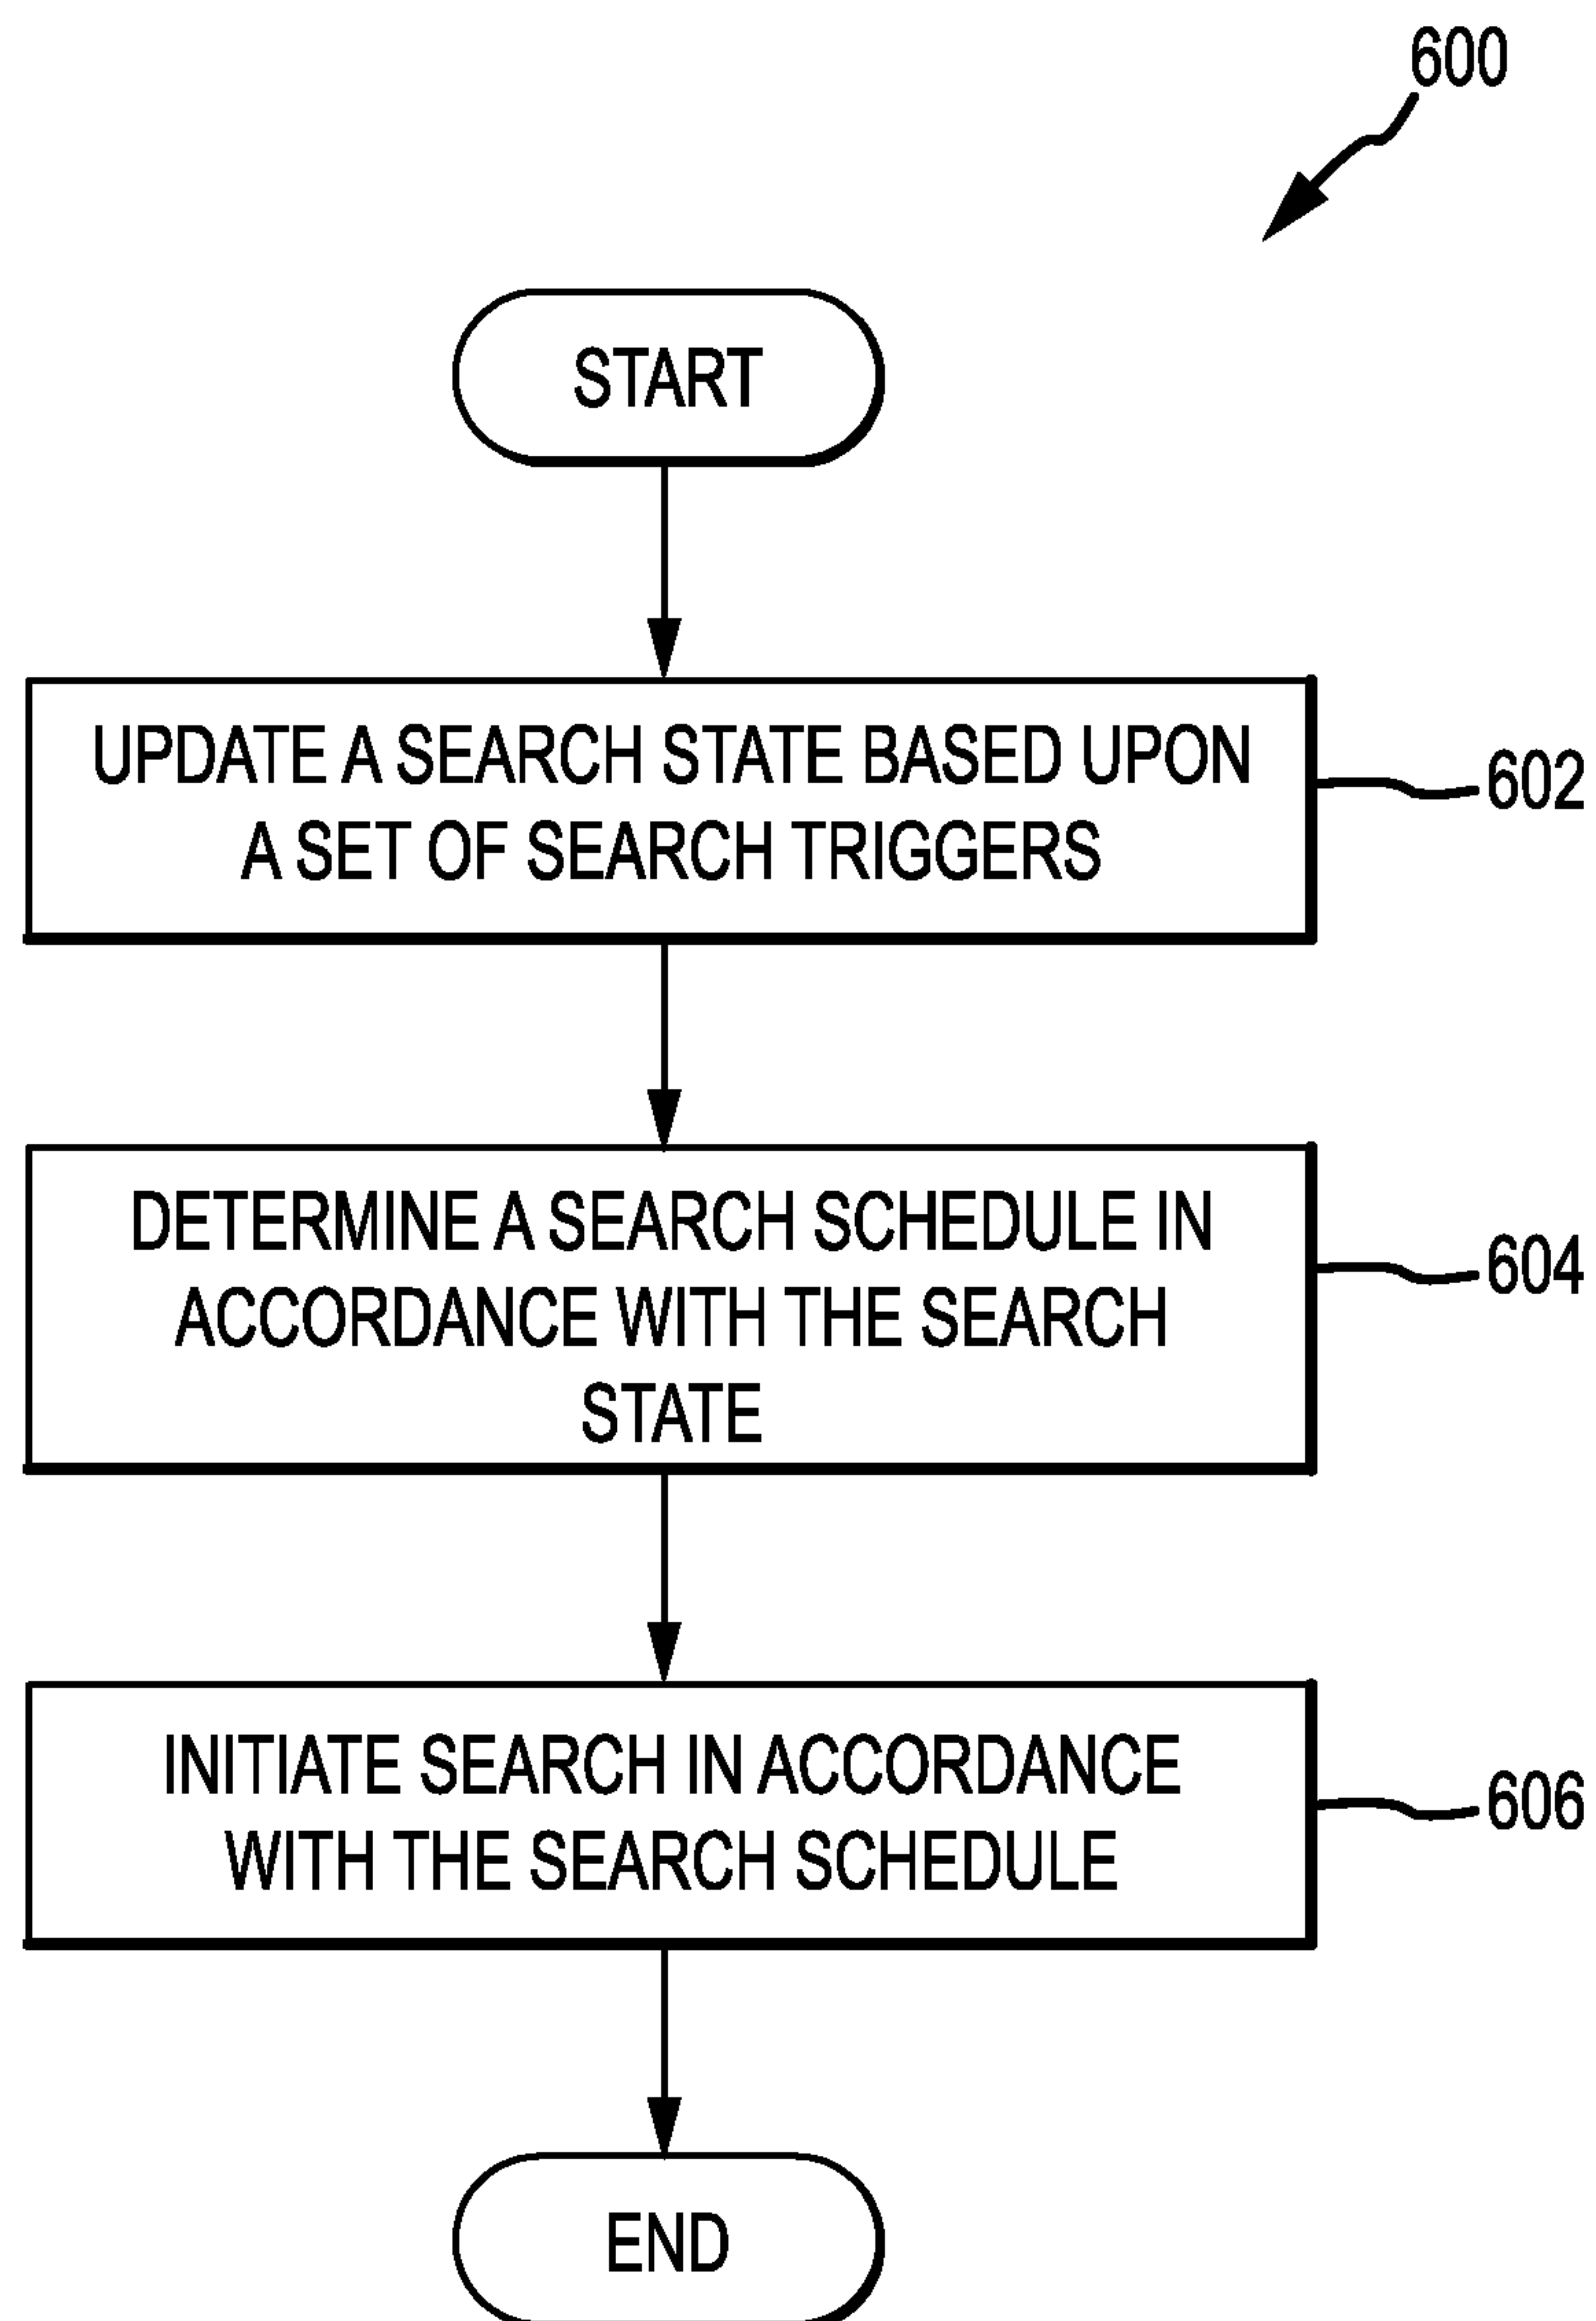 600
START
UPDATE A SEARCH STATE BASED UPON
A SET OF SEARCH TRIGGERS
602
DETERMINE A SEARCH SCHEDULE IN
ACCORDANCE WITH THE SEARCH
STATE
604
INITIATE SEARCH IN ACCORDANCE
WITH THE SEARCH SCHEDULE
606
END